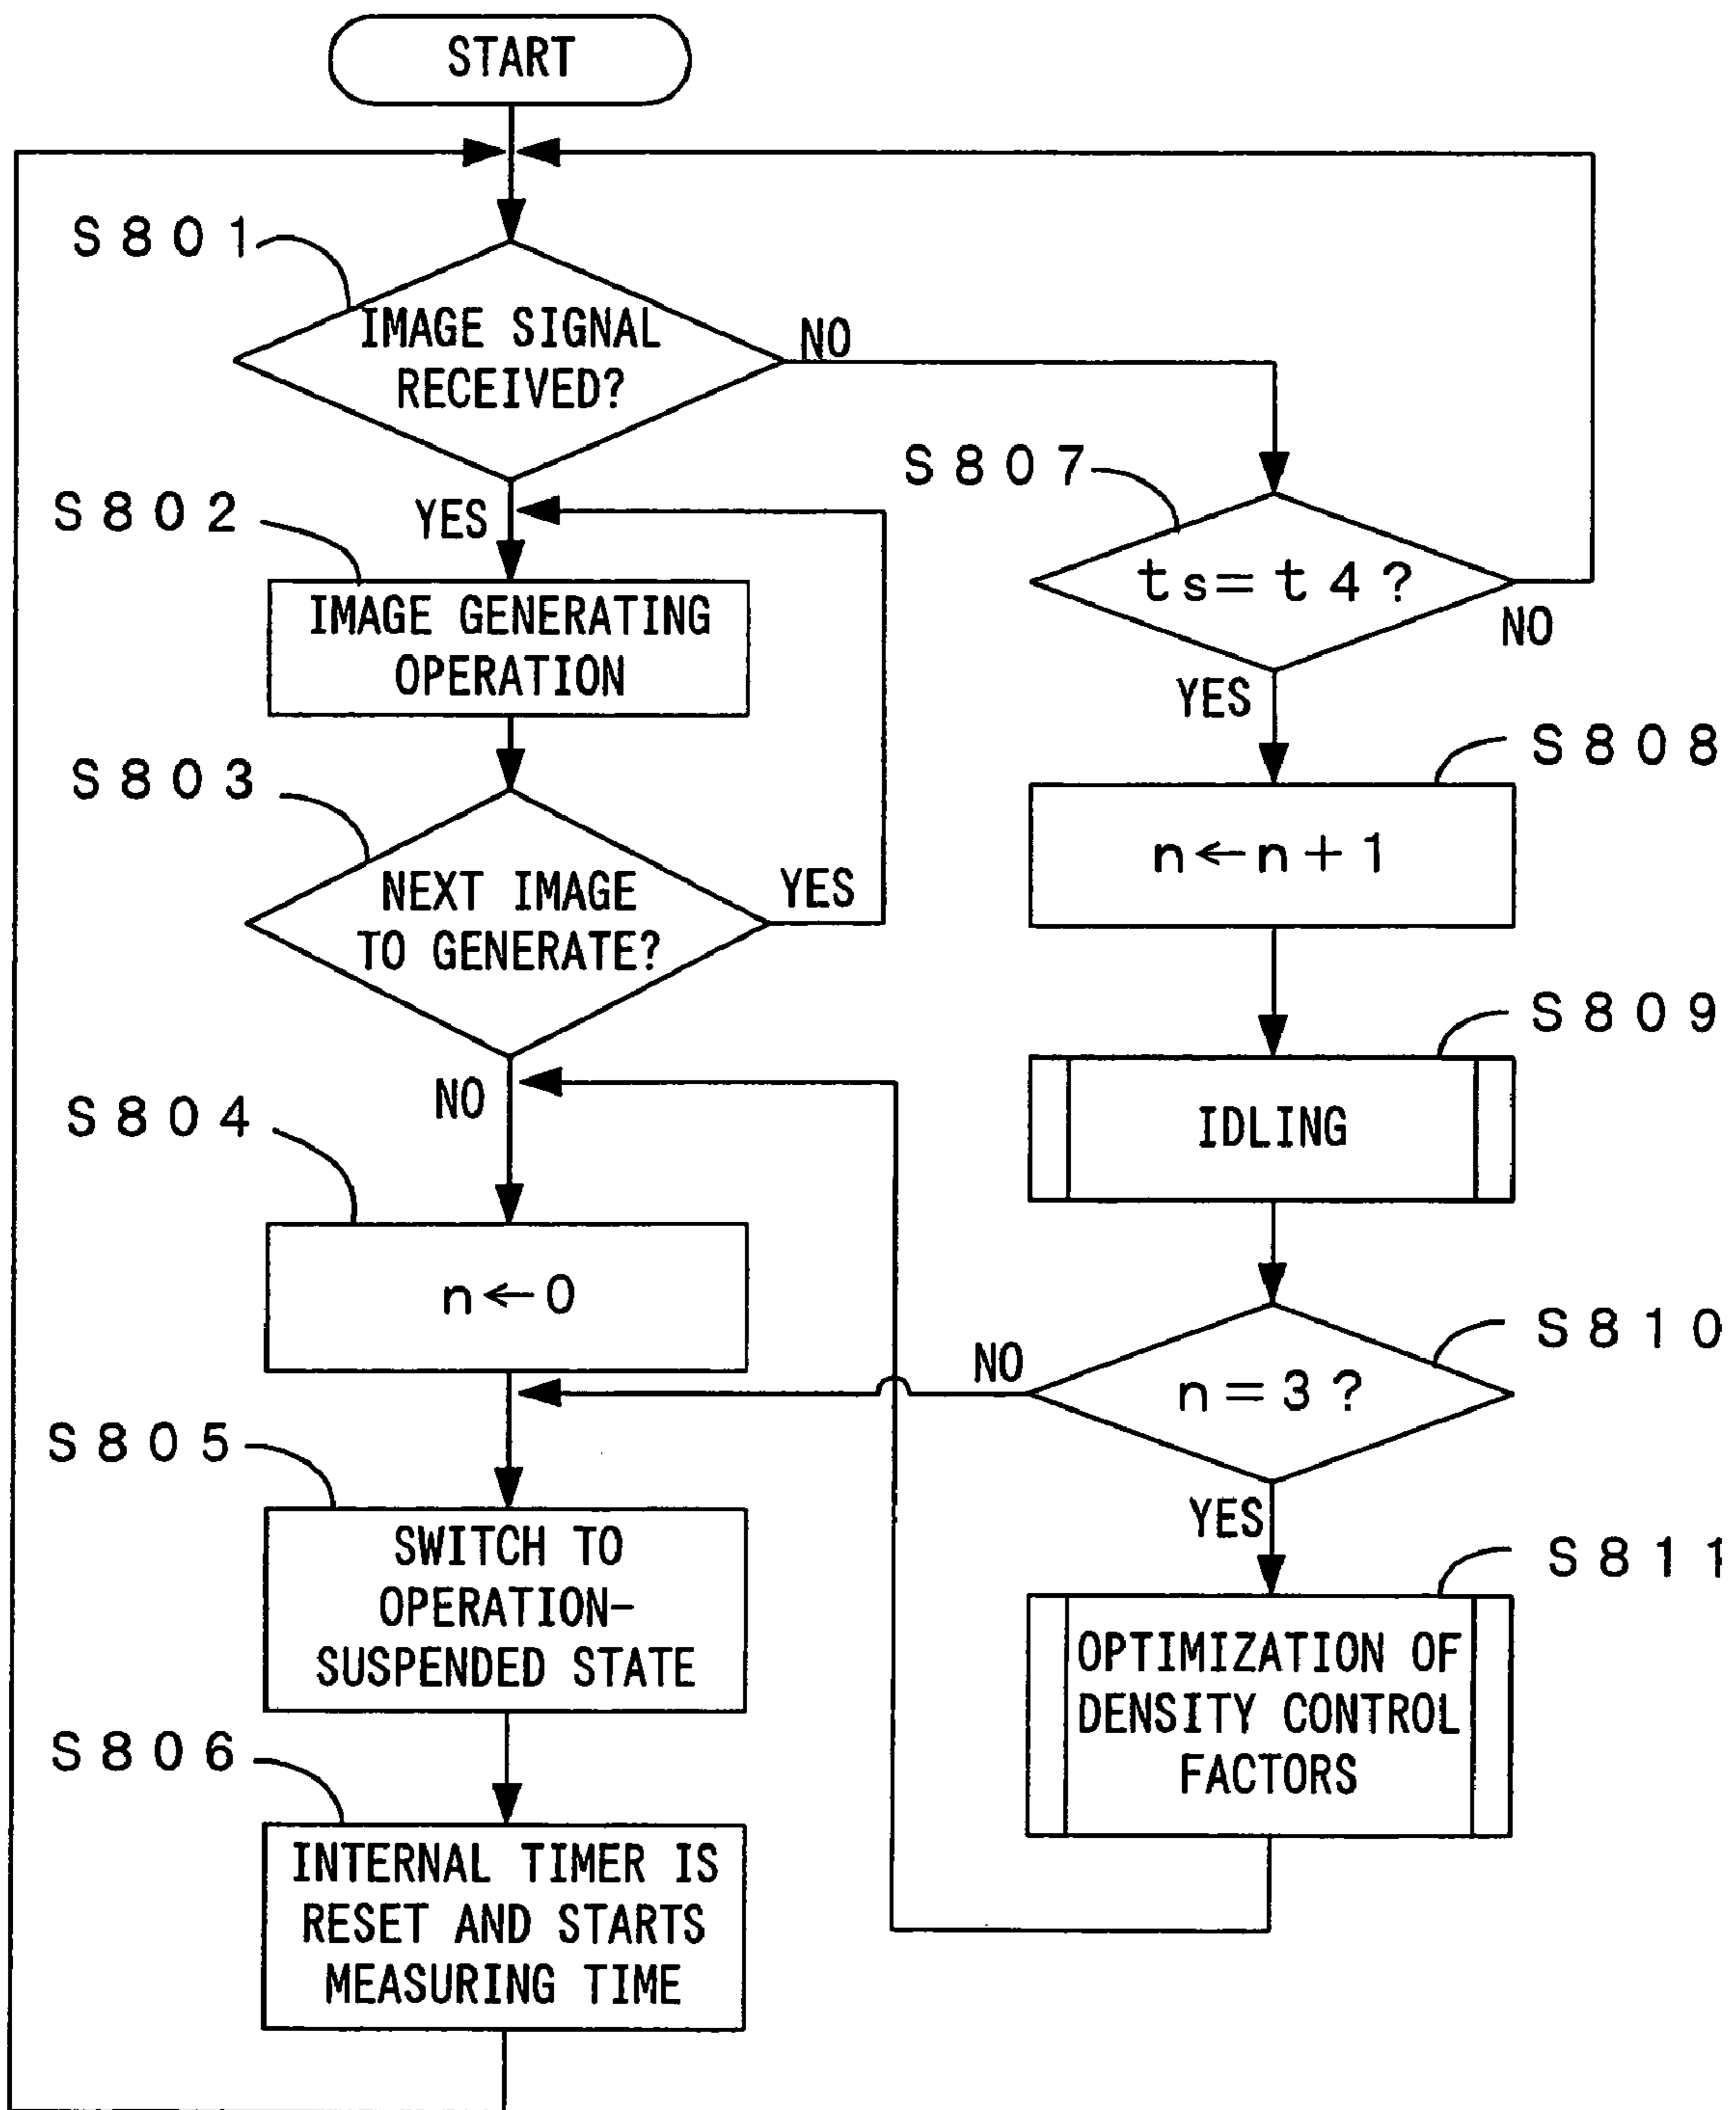 START
S801
IMAGE SIGNAL
RECEIVED?
NO
YES
S802
IMAGE GENERATING
OPERATION
S803
NEXT IMAGE
TO GENERATE?
YES
NO
S804
n←0
S805
SWITCH TO
OPERATION-
SUSPENDED STATE
S806
INTERNAL TIMER IS
RESET AND STARTS
MEASURING TIME
S807
ts=t4?
NO
YES
S808
n←n+1
S809
IDLING
S810
n=3?
NO
YES
S811
OPTIMIZATION OF
DENSITY CONTROL
FACTORS